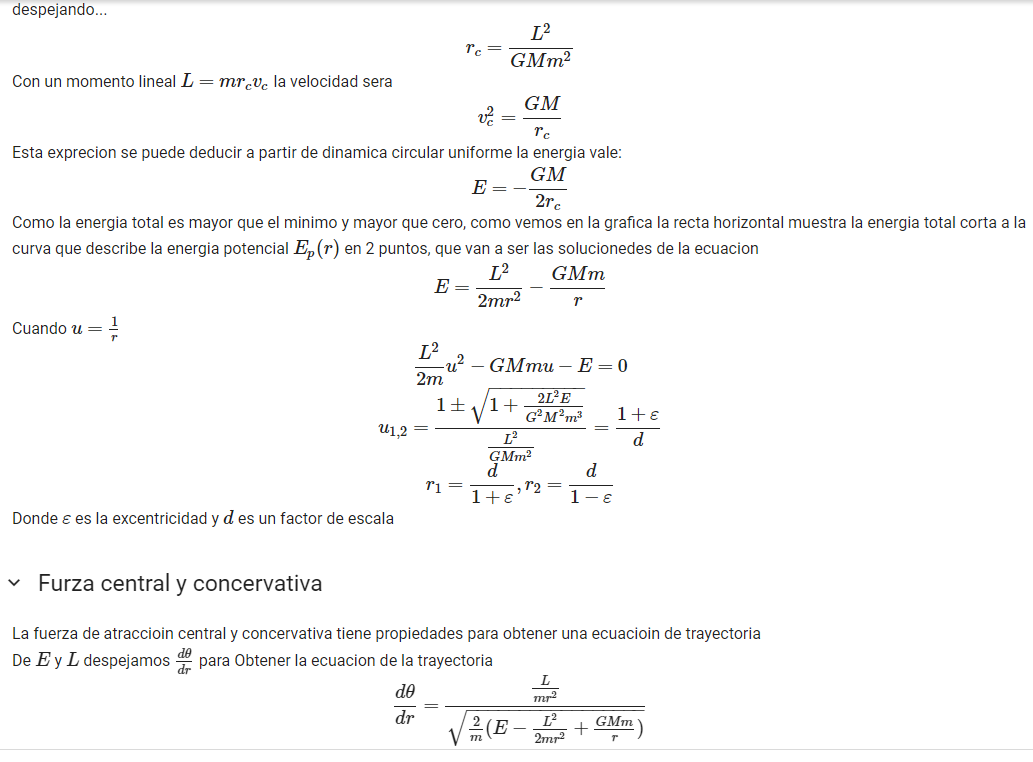 despejando...
r_c = \frac{L^2}{GMm^2}
Con un momento lineal L = mr_cv_c la velocidad sera
v_c^2 = \frac{GM}{r_c}
Esta exprecion se puede deducir a partir de dinamica circular uniforme la energia vale:
E = -\frac{GM}{2r_c}
Como la energia total es mayor que el minimo y mayor que cero, como vemos en la grafica la recta horizontal muestra la energia total corta a la
curva que describe la energia potencial E_p(r) en 2 puntos, que van a ser las solucionedes de la ecuacion
E = \frac{L^2}{2mr^2} - \frac{GMm}{r}
Cuando u = \frac{1}{r}
\frac{L^2}{2m}u^2 - GMmu - E = 0
u_{1,2} = \frac{1 \pm \sqrt{1 + \frac{2L^2E}{G^2M^2m^3}}}{\frac{L^2}{GMm^2}} = \frac{1 + \varepsilon}{d}
r_1 = \frac{d}{1 + \varepsilon}, r_2 = \frac{d}{1 - \varepsilon}
Donde ε es la excentricidad y d es un factor de escala
Furza central y concervativa
La fuerza de atraccioin central y concervativa tiene propiedades para obtener una ecuacioin de trayectoria
De E y L despejamos \frac{dθ}{dr} para Obtener la ecuacion de la trayectoria
\frac{dθ}{dr} = \frac{\frac{L}{mr^2}}{\sqrt{\frac{2}{m}(E - \frac{L^2}{2mr^2} + \frac{GMm}{r})}}